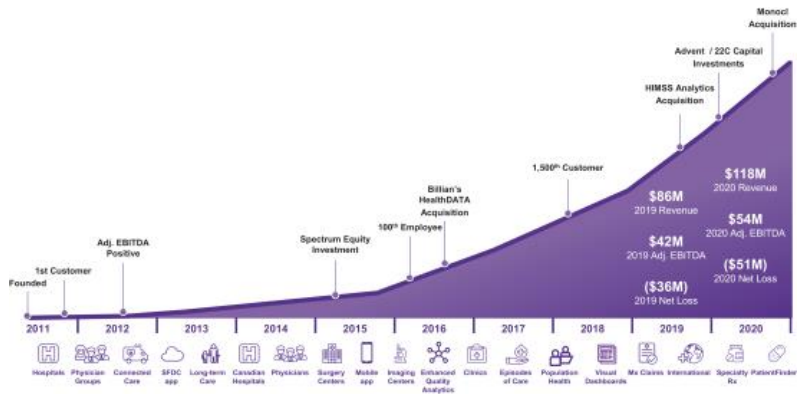 Monocl
Acquisition
Advent / 22C Capital
Investments
HIMSS Analytics
Acquisition
1,500th Customer
Billian's
HealthDATA
Acquisition
100th Employee
Spectrum Equity
Investment
Adj. EBITDA
Positive
1st Customer
Founded
$86M
2019 Revenue
$42M
2019 Adj. EBITDA
($36M)
2019 Net Loss
$118M
2020 Revenue
$54M
2020 Adj. EBITDA
($51M)
2020 Net Loss
2011 2012 2013 2014 2015 2016 2017 2018 2019 2020
Hospitals
Physician
Groups
Connected
Care
SFDC
app
Long-term
Care
Canadian
Hospitals
Physicians
Surgery
Centers
Mobile
app
Imaging
Centers
Enhanced
Quality
Analytics
Clinics
Episodes
of Care
Population
Health
Visual
Dashboards
Mx Claims
International
Specialty
Rx
PatientFinder